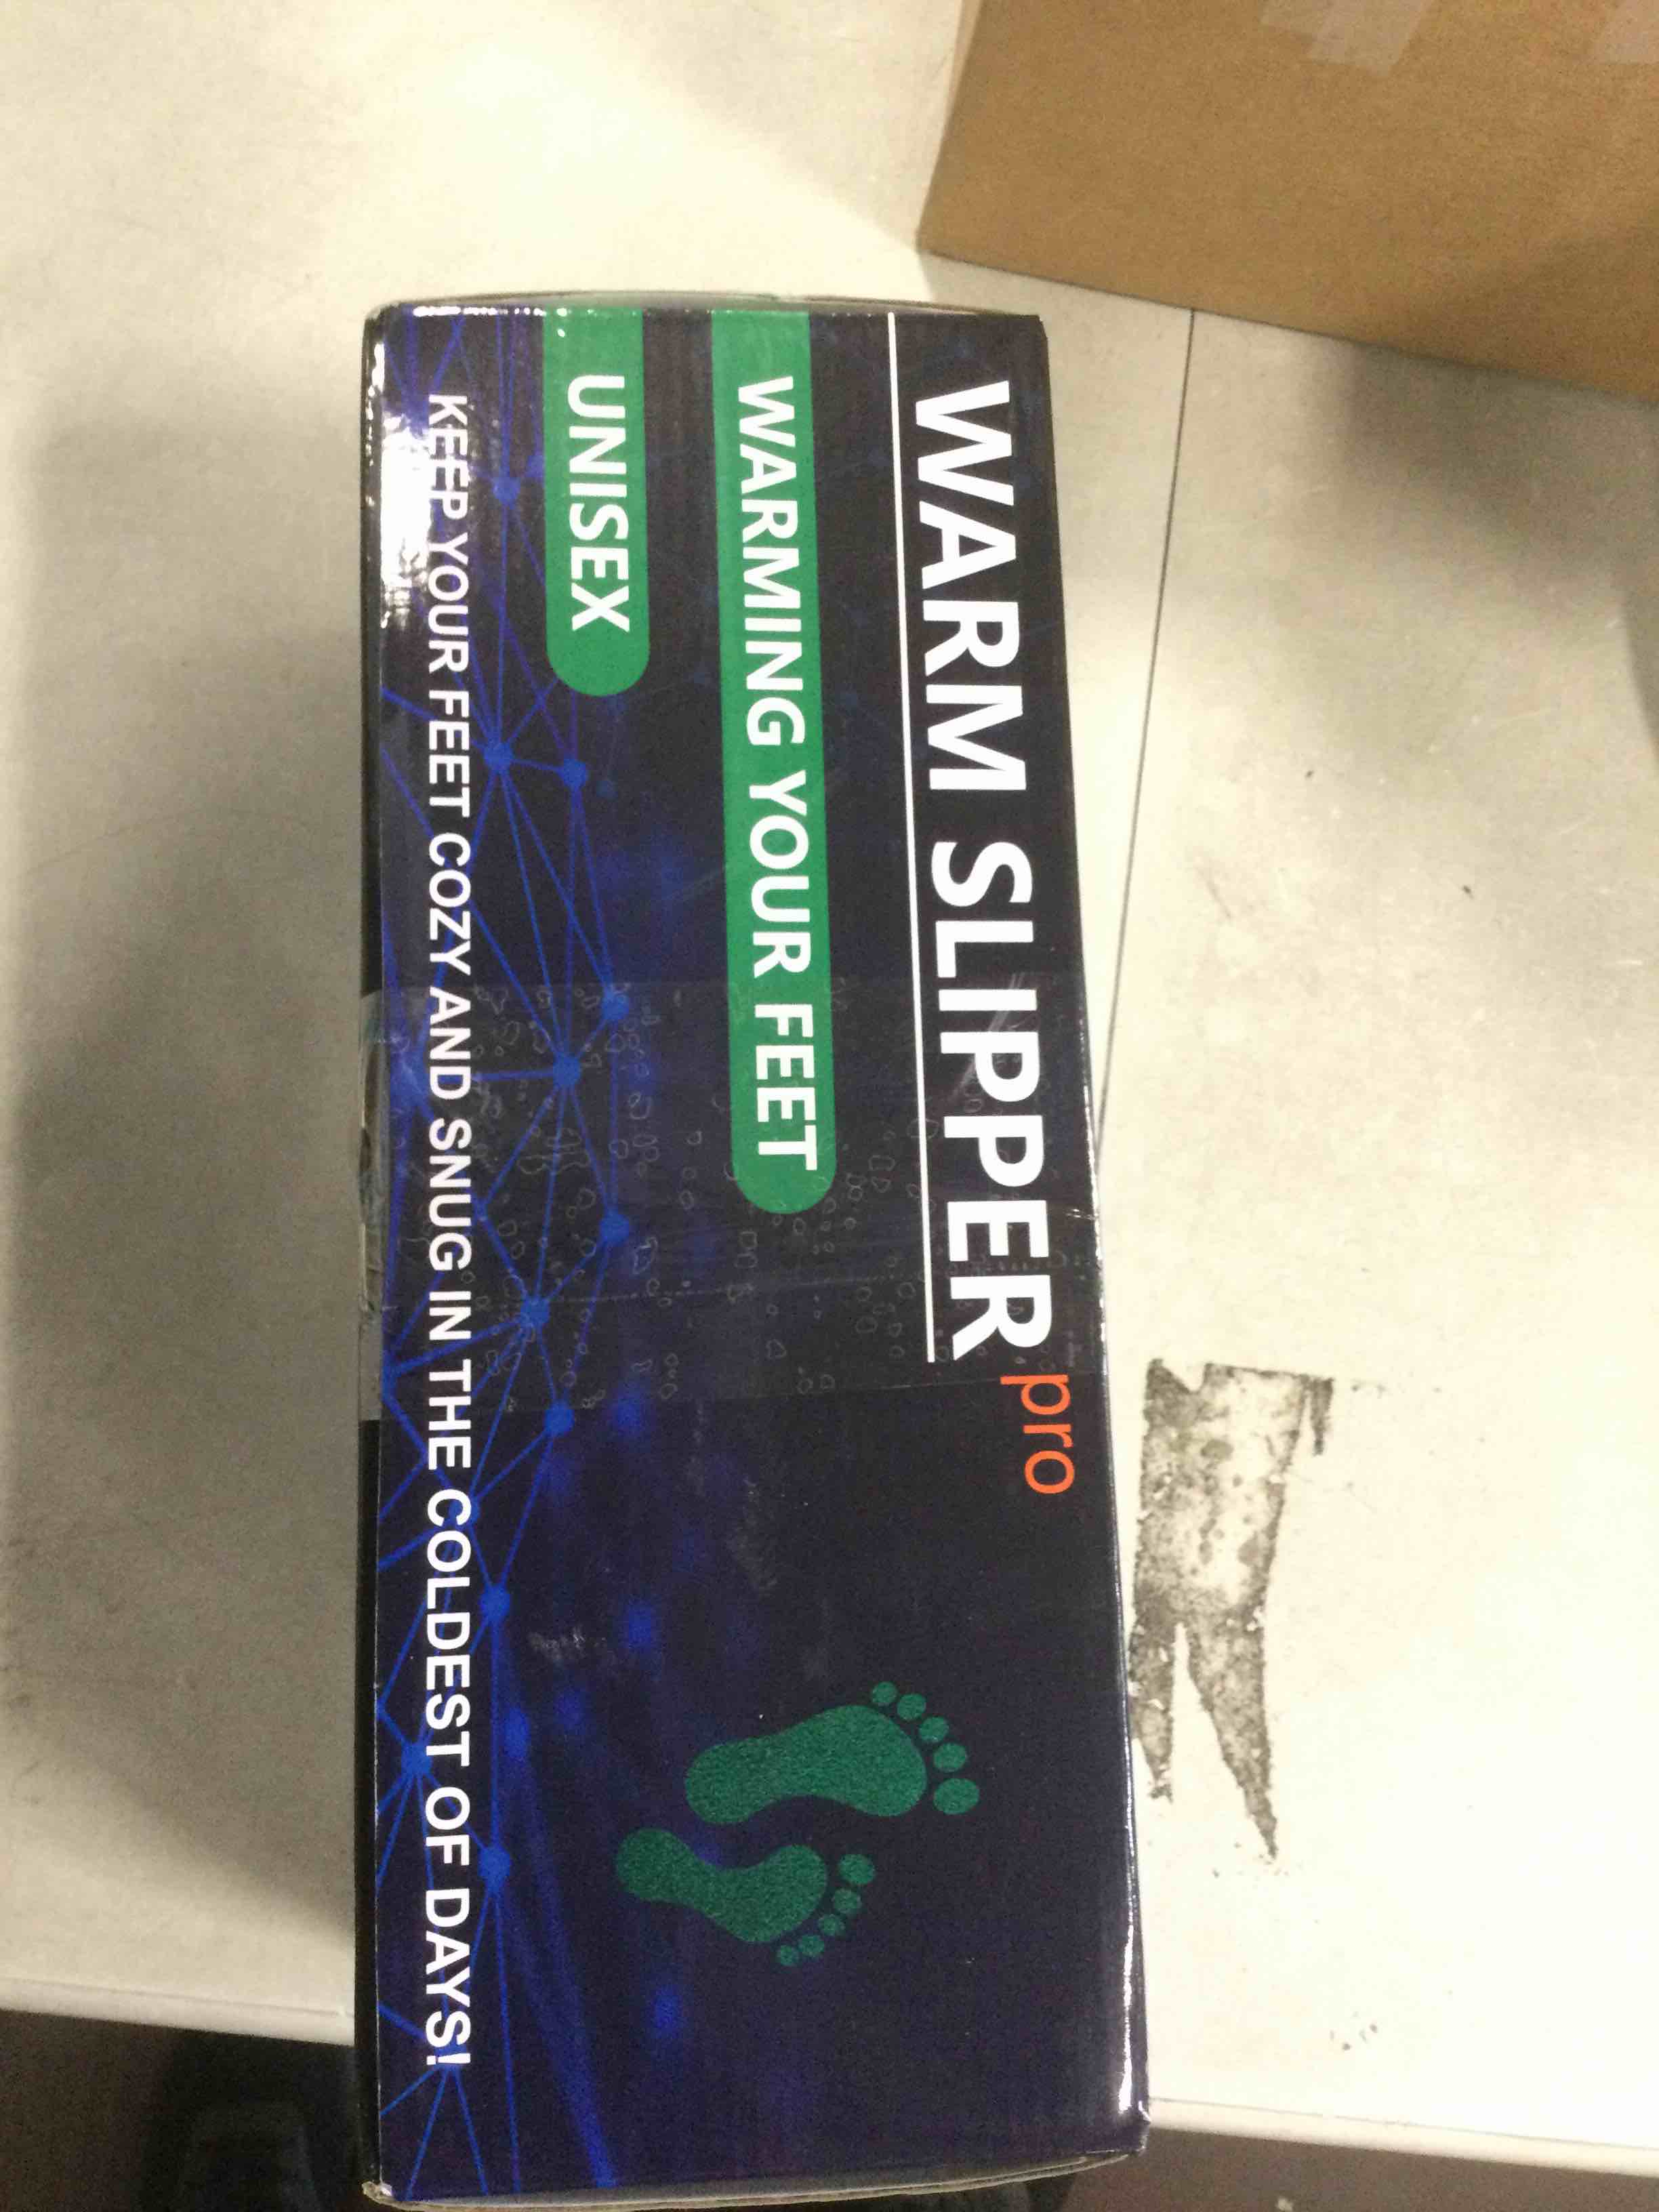 WARM SLIPPER pro
WARMING YOUR FEET
UNISEX
KEEP YOUR FEET COZY AND SNUG IN THE COLDEST OF DAYS!